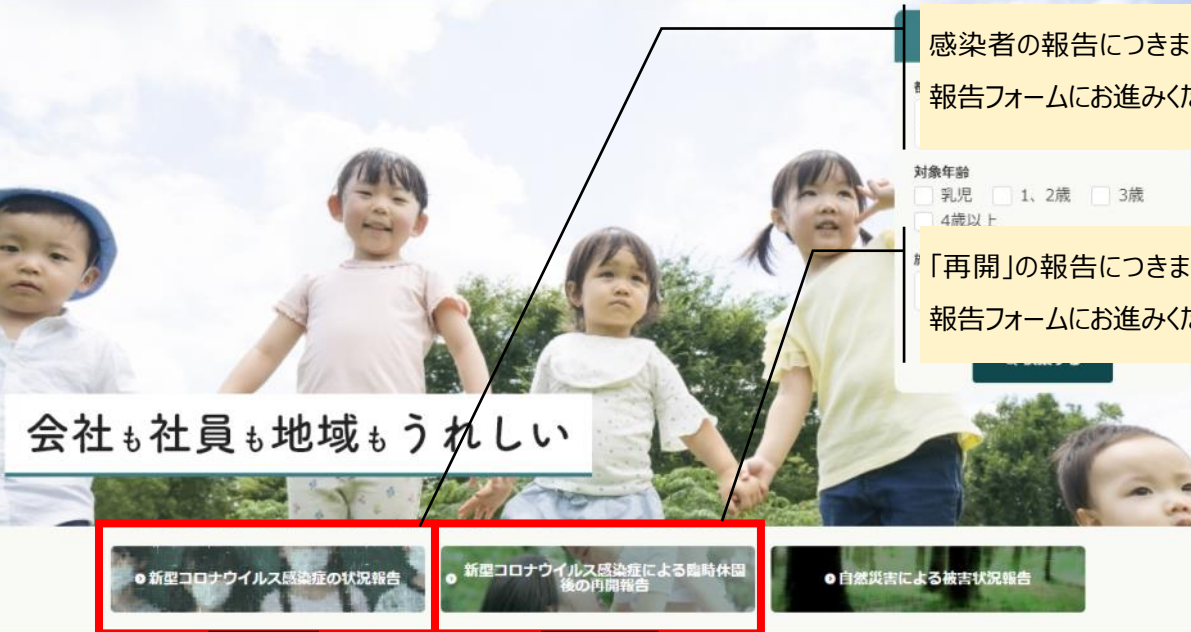 感染者の報告につきま
報告フォームにお進みくだ
対象年齢
乳児 1、2歳 3歳
4歳以上
「再開」の報告につきま
報告フォームにお進みくだ
会社も社員も地域もうれしい
新型コロナウイルス感染症の状況報告
新型コロナウイルス感染症による臨時休園
後の再開報告
自然災害による被害状況報告